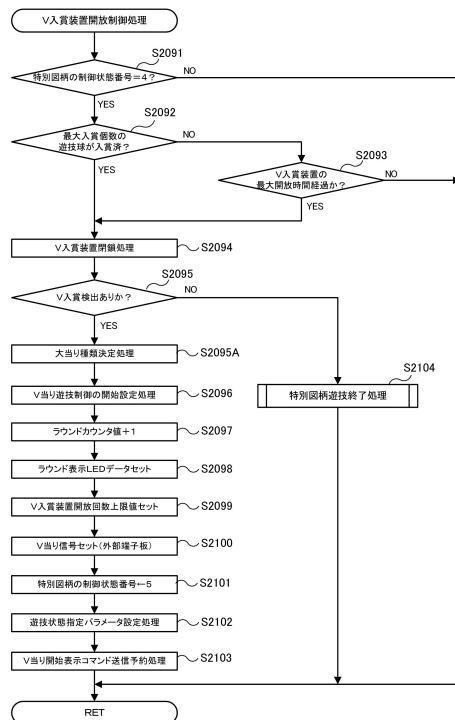 V入賞装置開放制御処理
S2091
特別図柄の制御状態番号＝4？
NO
YES
S2092
最大入賞個数の
遊技球が入賞済？
NO
YES
S2093
V入賞装置の
最大開放時間経過か？
NO
YES
V入賞装置閉鎖処理
S2094
S2095
V入賞検出ありか？
NO
YES
大当り種類決定処理
S2095A
S2104
特別図柄遊技終了処理
V当り遊技制御の開始設定処理
S2096
ラウンドカウンタ値＋1
S2097
ラウンド表示LEDデータセット
S2098
V入賞装置開放回数上限値セット
S2099
V当り信号セット（外部端子板）
S2100
特別図柄の制御状態番号←5
S2101
遊技状態指定パラメータ設定処理
S2102
V当り開始表示コマンド送信予約処理
S2103
RET